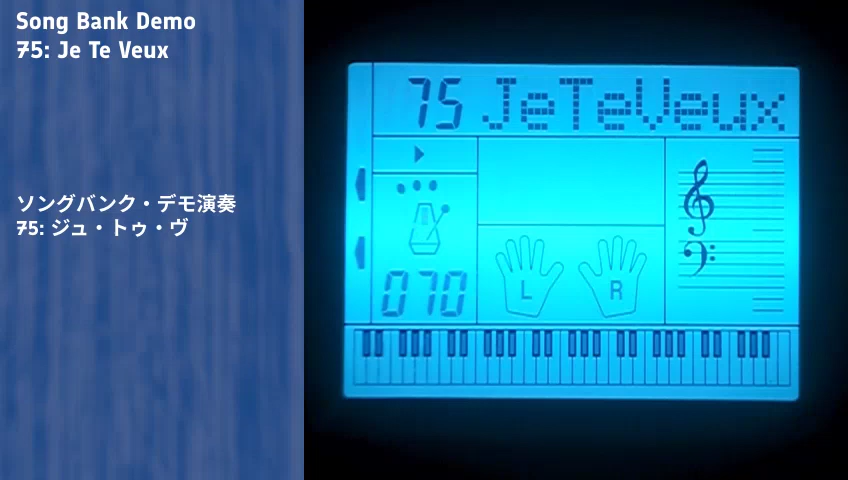 Song Bank Demo
75: Je Te Veux
ソングバンク・デモ演奏
75: ジュ・トゥ・ヴ
75 JeTeVeux
070
L R